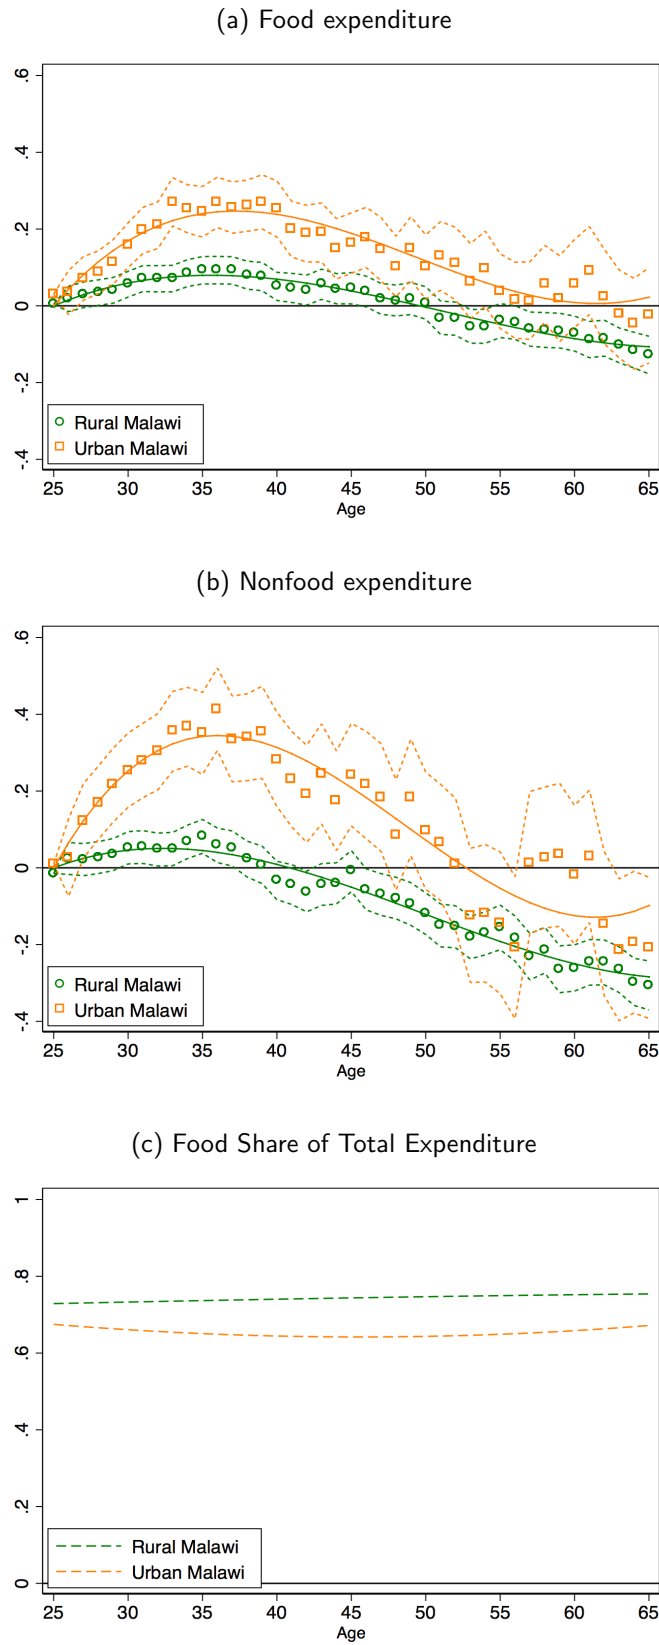 (a) Food expenditure
.6
.4
.2
0
-.2
-.4
Rural Malawi
Urban Malawi
25 30 35 40 45 50 55 60 65
Age
(b) Nonfood expenditure
.6
.4
.2
0
-.2
-.4
Rural Malawi
Urban Malawi
25 30 35 40 45 50 55 60 65
Age
(c) Food Share of Total Expenditure
1
.8
.6
.4
.2
0
Rural Malawi
Urban Malawi
25 30 35 40 45 50 55 60 65
Age